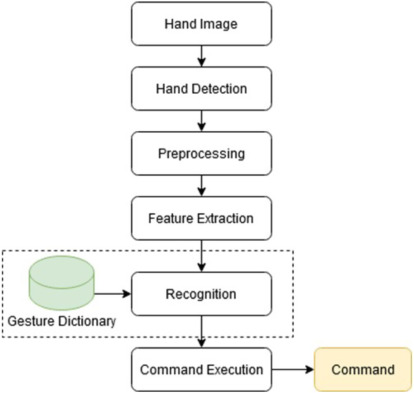 Hand Image
Hand Detection
Preprocessing
Feature Extraction
Recognition
Gesture Dictionary
Command Execution
Command